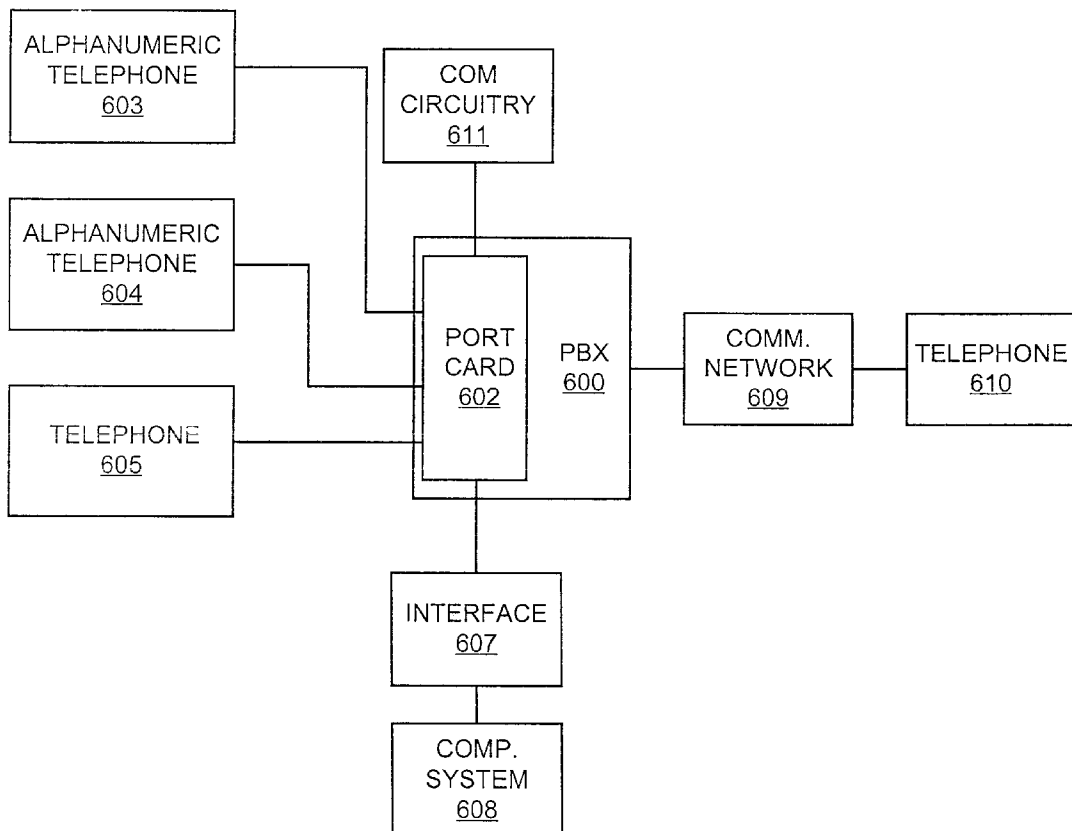 ALPHANUMERIC
TELEPHONE
603
COM
CIRCUITRY
611
ALPHANUMERIC
TELEPHONE
604
PORT
CARD
602
PBX
600
COMM.
NETWORK
609
TELEPHONE
610
TELEPHONE
605
INTERFACE
607
COMP.
SYSTEM
608